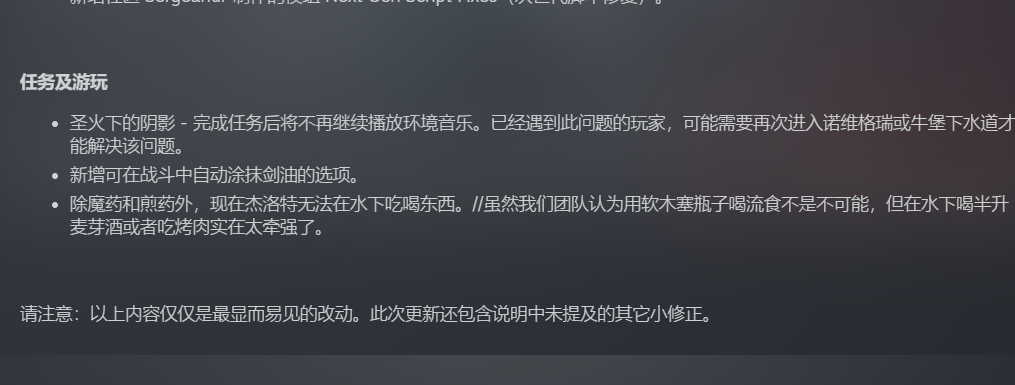 任务及游玩
圣火下的阴影 - 完成任务后将不再继续播放环境音乐。已经遇到此问题的玩家，可能需要再次进入诺维格瑞或牛堡下水道才
能解决该问题。
新增可在战斗中自动涂抹剑油的选项。
除魔药和煎药外，现在杰洛特无法在水下吃喝东西。//虽然我们团队认为用软木塞瓶子喝流食不是不可能，但在水下喝半升
麦芽酒或者吃烤肉实在太牵强了。
请注意：以上内容仅仅是最显而易见的改动。此次更新还包含说明中未提及的其它小修正。